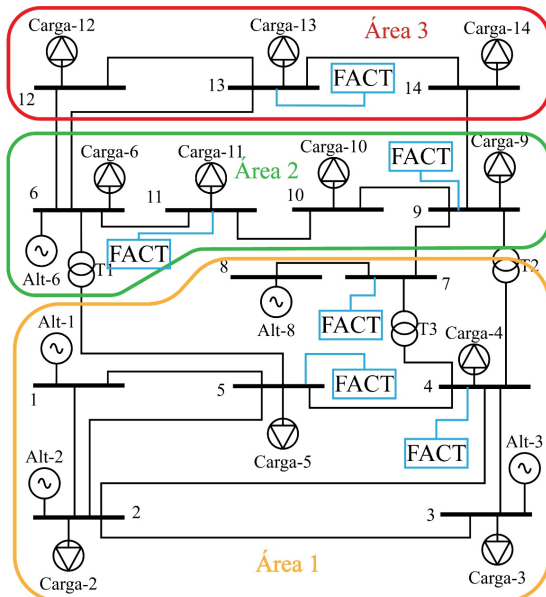 Carga-12
Carga-13
Área 3
Carga-14
FACT
12
13
14
Carga-6
Carga-11
Área 2
Carga-10
FACT
Carga-9
6
11
10
9
Alt-6
T1
FACT
8
7
T2
Alt-8
FACT
T3
Alt-1
Carga-4
FACT
1
5
4
Alt-2
Carga-5
FACT
Alt-3
2
3
Carga-2
Área 1
Carga-3